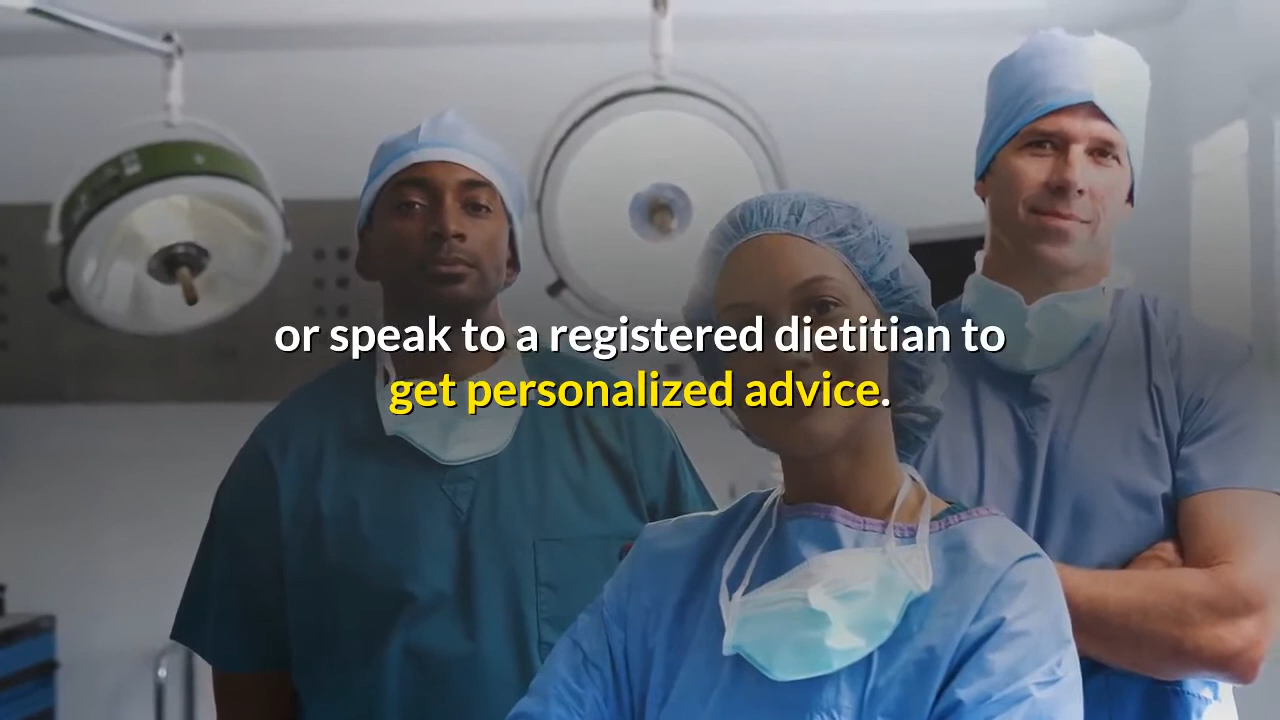 or speak to a registered dietitian to
get personalized advice.